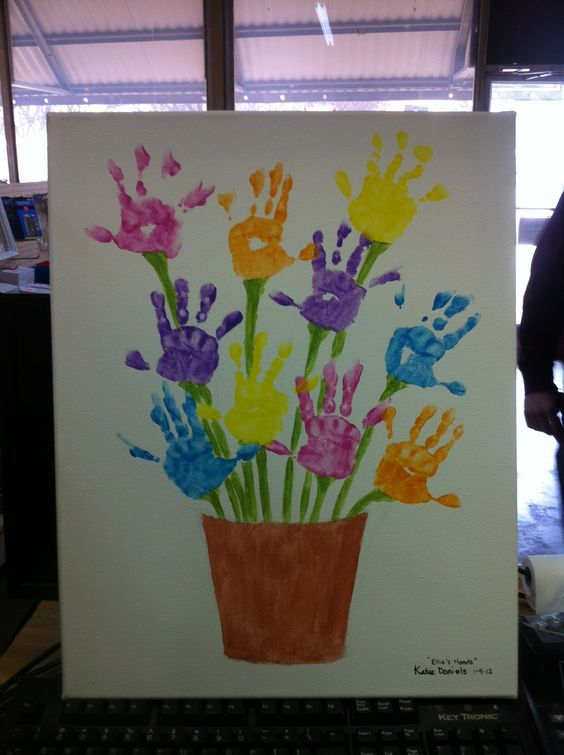 "Ellie's Hands"
Katie Daniels 1-9-12
KEY TRONIC